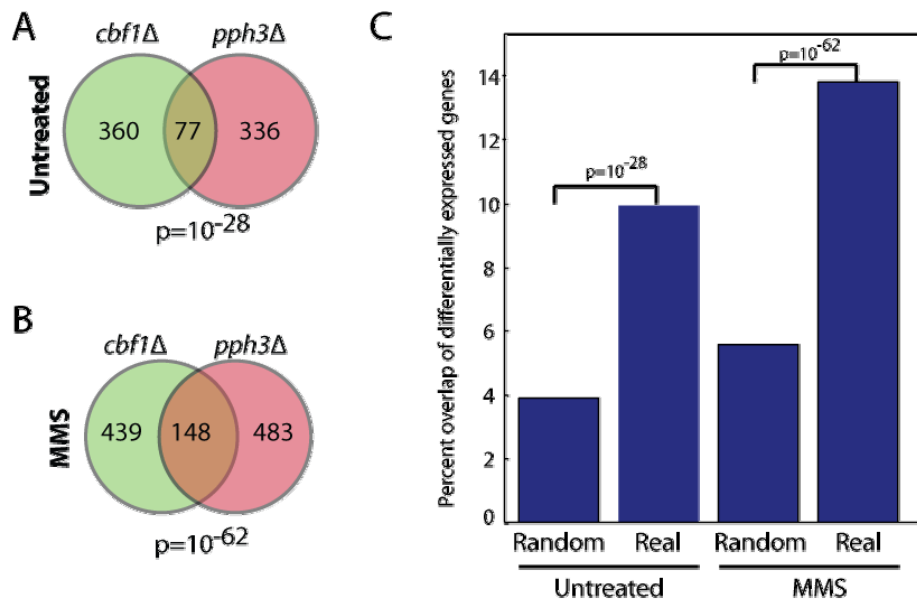 A
cbf1Δ pph3Δ
Untreated
360 77 336
p=10⁻²⁸
B
cbf1Δ pph3Δ
MMS
439 148 483
p=10⁻⁶²
C
Percent overlap of differentially expressed genes
14
12
10
8
6
4
2
0
p=10⁻²⁸
p=10⁻⁶²
Random Real Random Real
Untreated MMS